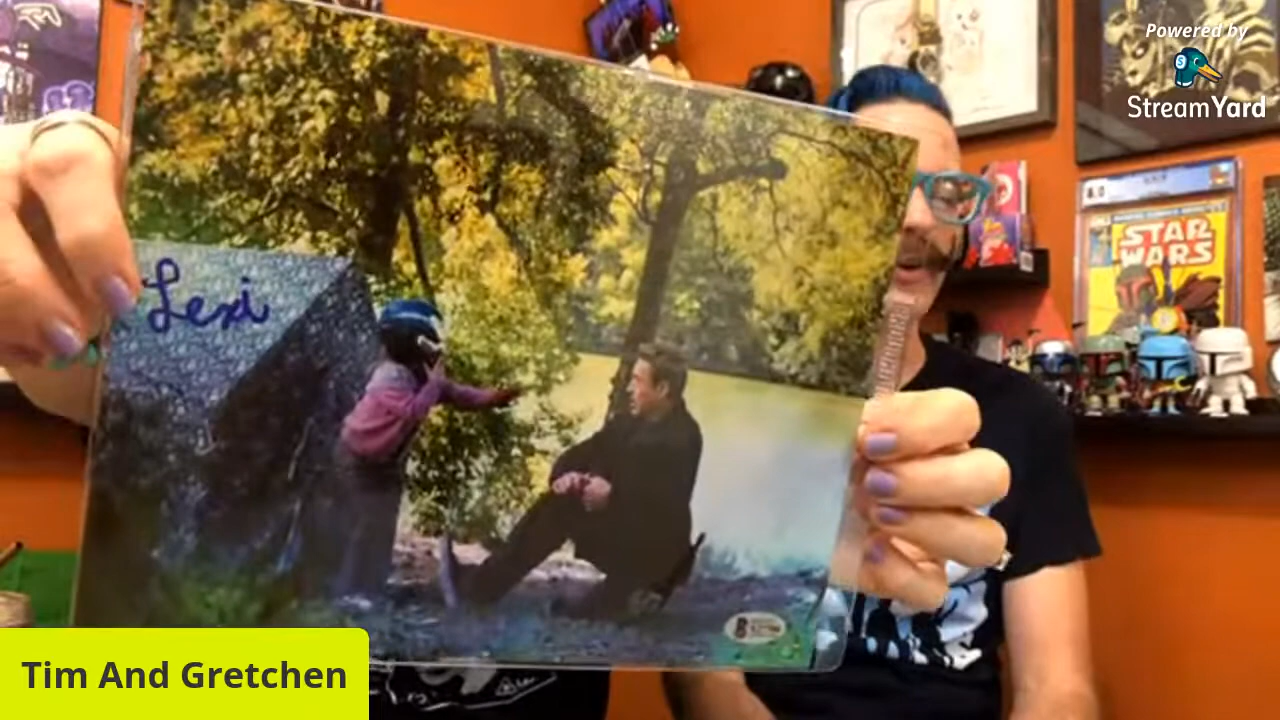 Powered by
StreamYard
Lexi
STAR
WARS
Tim And Gretchen